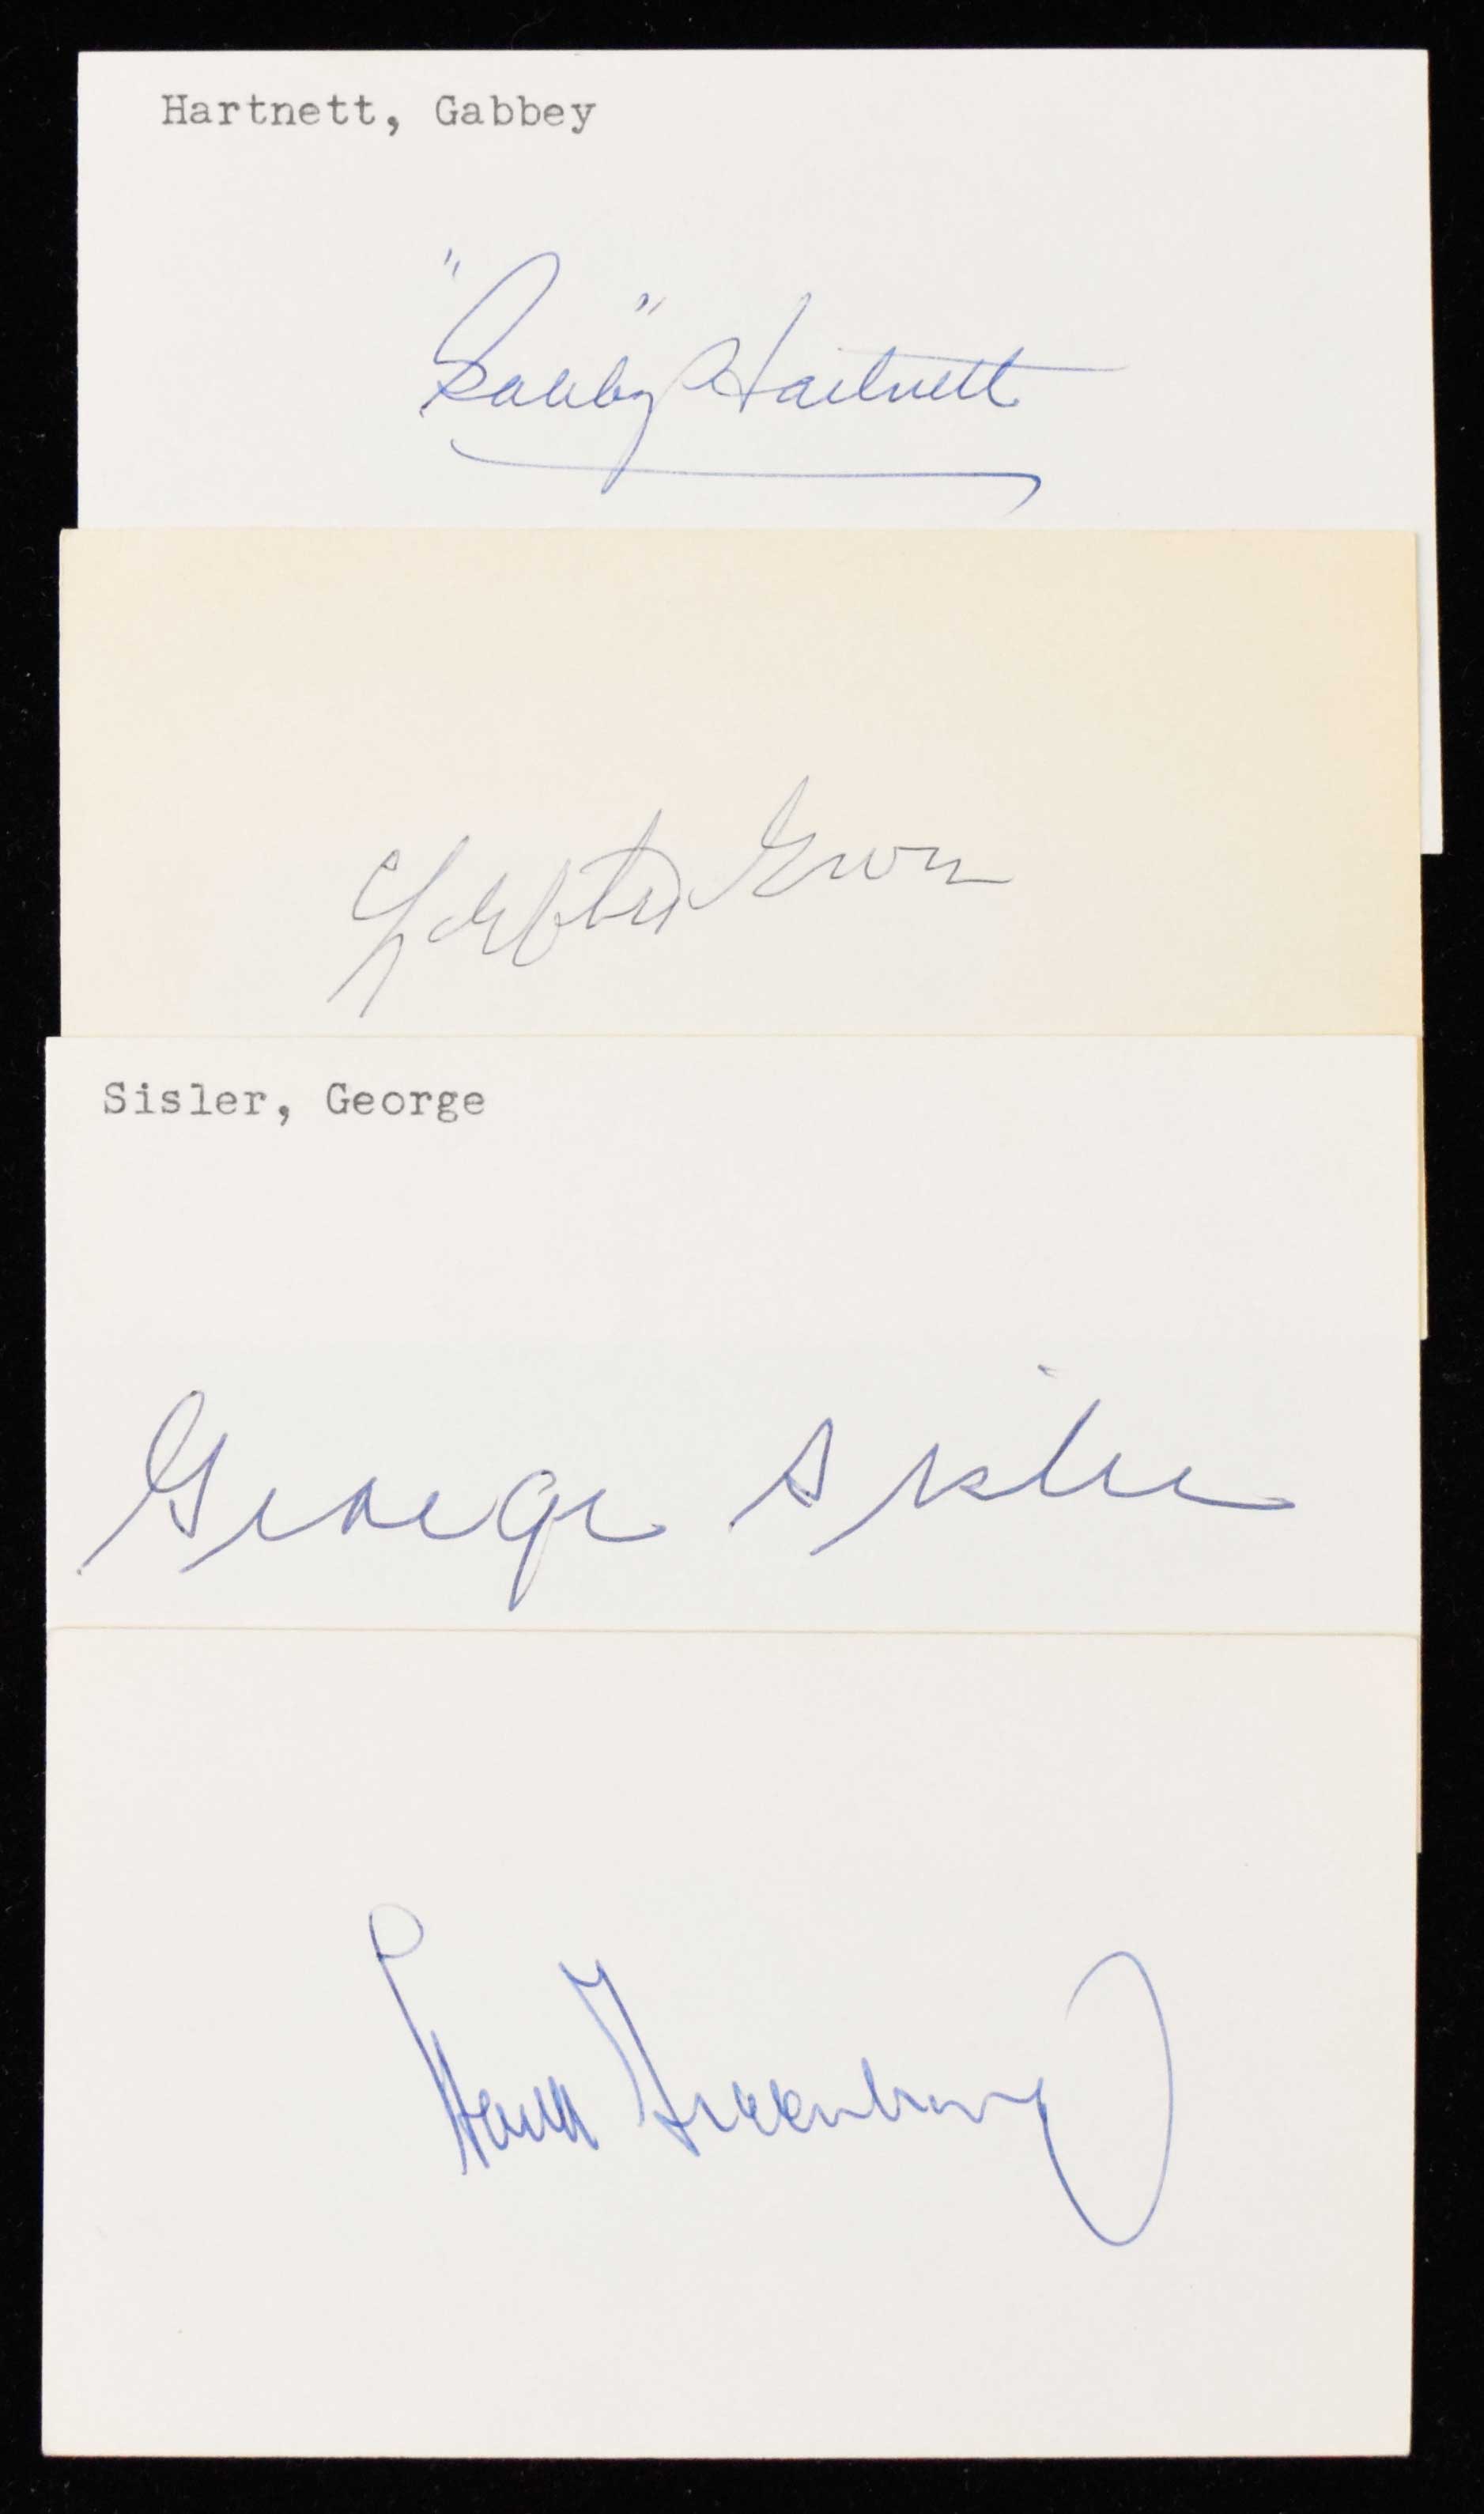 Hartnett, Gabbey
"Gabby" Hartnett
Lefty Grove
Sisler, George
George Sisler
Hank Greenberg